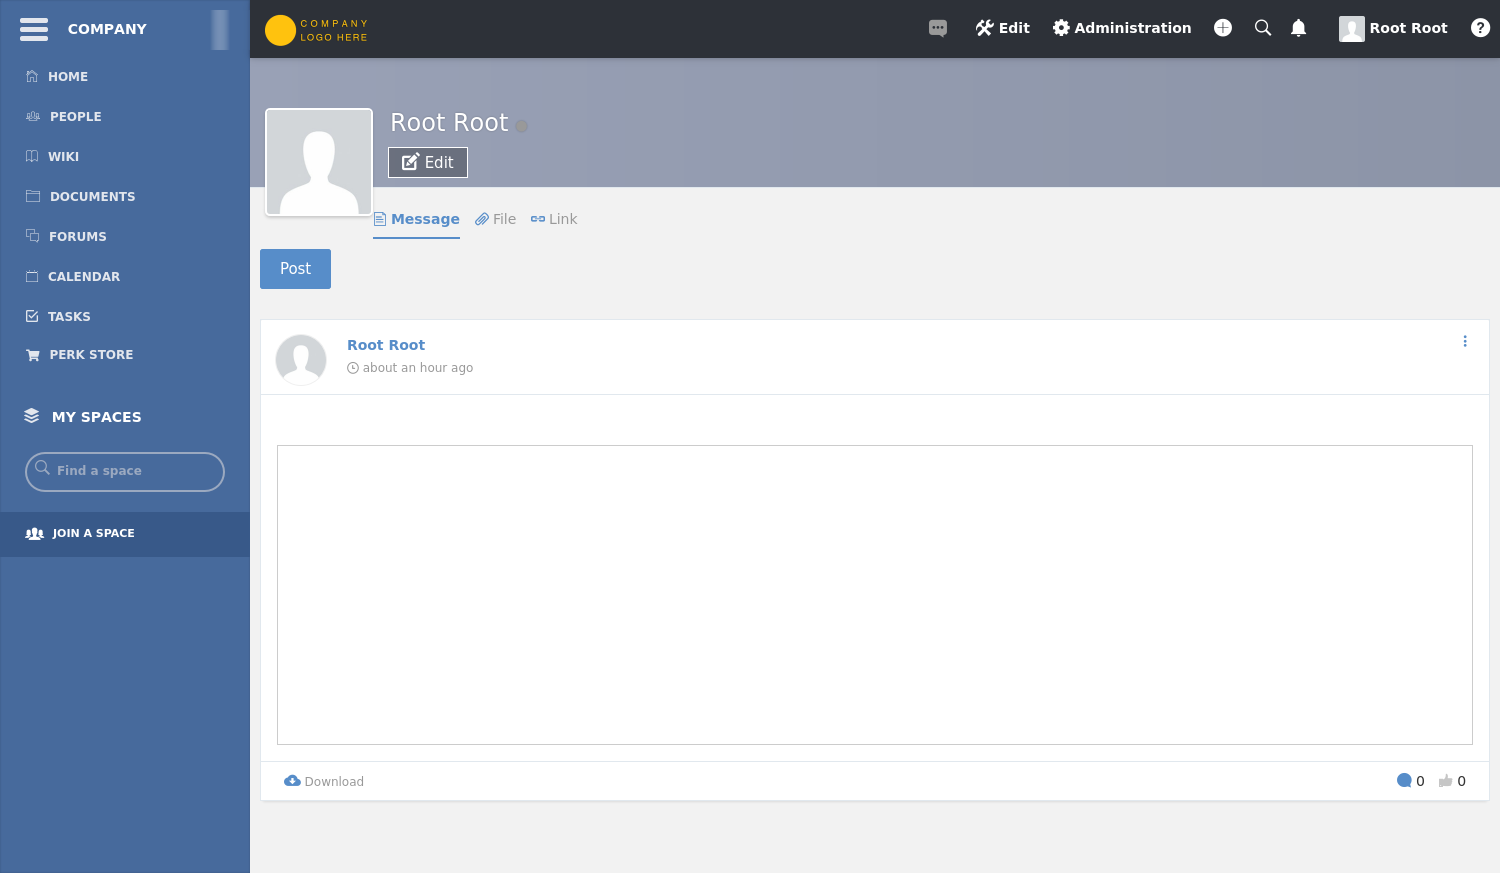 COMPANY
HOME
PEOPLE
WIKI
DOCUMENTS
FORUMS
CALENDAR
TASKS
PERK STORE
MY SPACES
Find a space
JOIN A SPACE
COMPANY
LOGO HERE
Edit
Administration
Root Root
Root Root
Edit
Message
File
Link
Post
Root Root
about an hour ago
Download
0
0